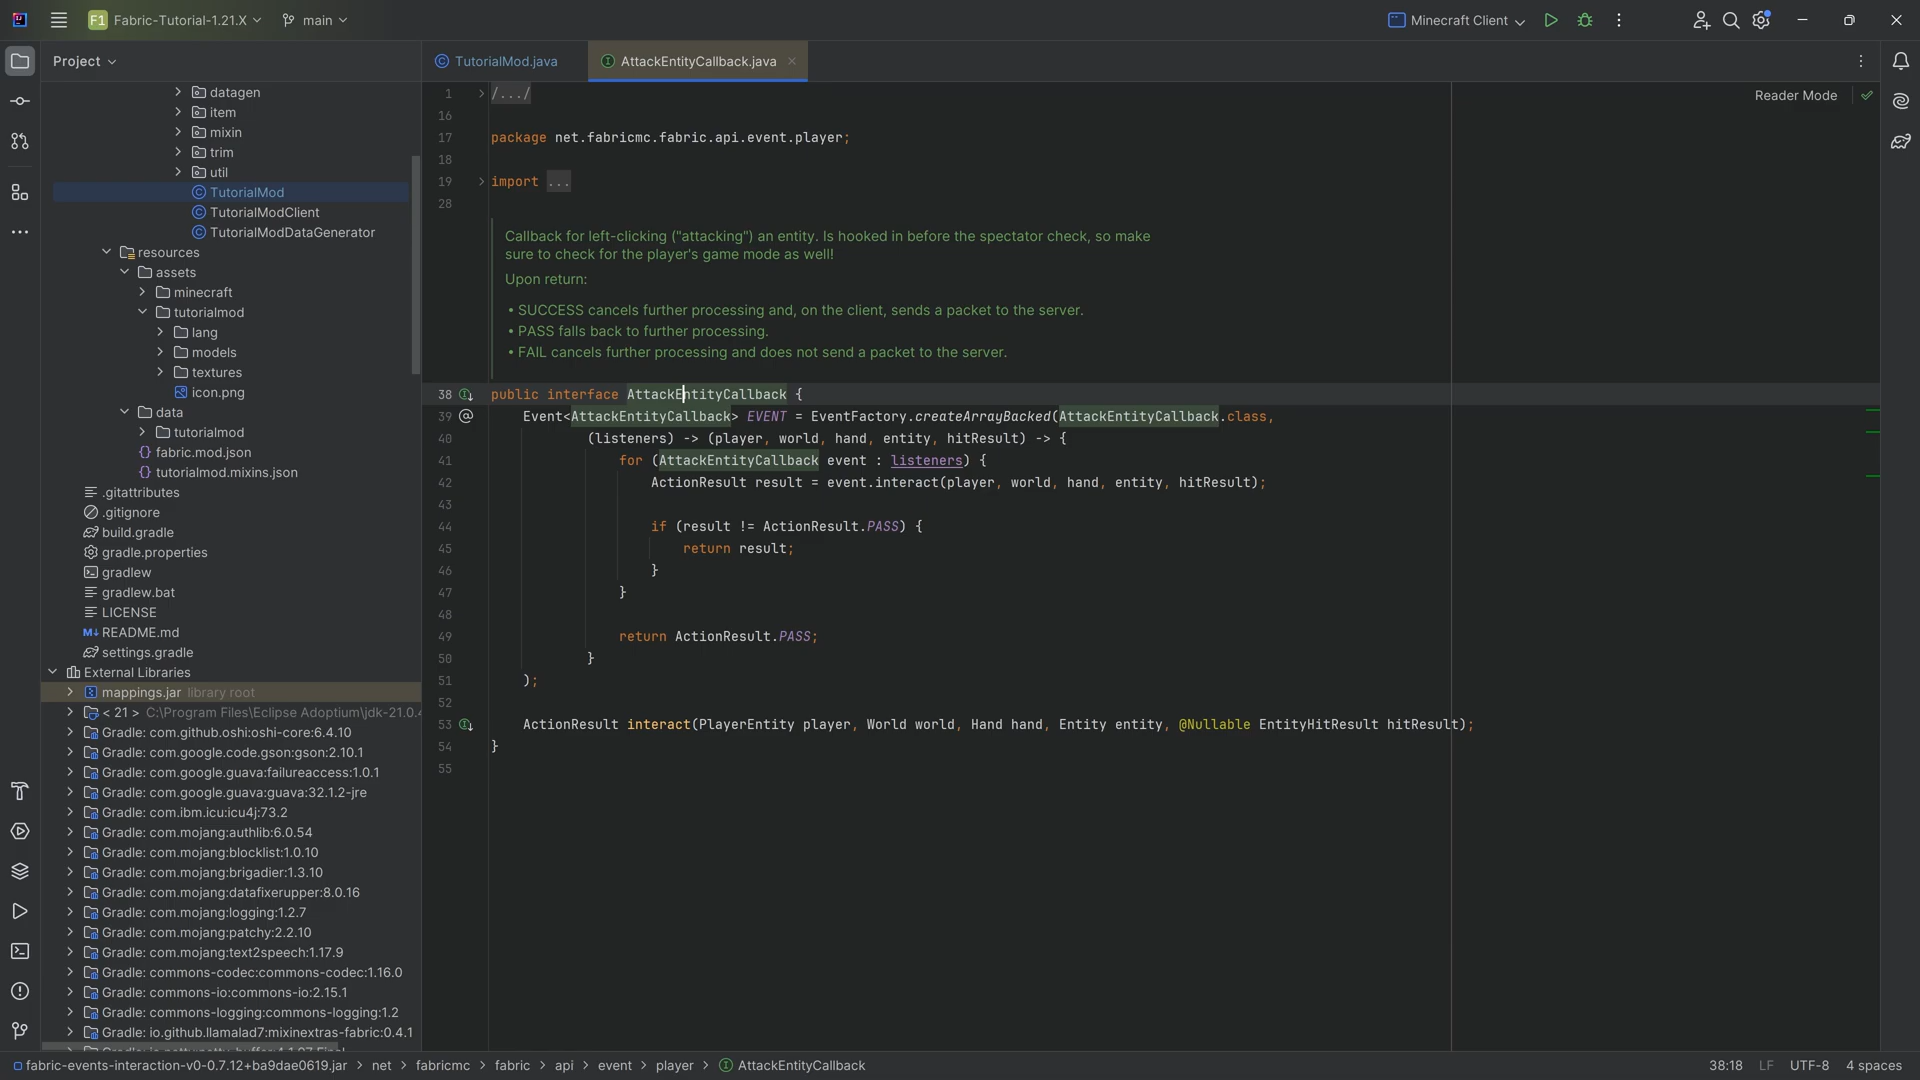 F1 Fabric-Tutorial-1.21.X main Minecraft Client
Project TutorialMod.java AttackEntityCallback.java
Reader Mode
datagen
item
mixin
trim
util
TutorialMod
TutorialModClient
TutorialModDataGenerator
resources
assets
minecraft
tutorialmod
lang
models
textures
icon.png
data
tutorialmod
fabric.mod.json
tutorialmod.mixins.json
.gitattributes
.gitignore
build.gradle
gradle.properties
gradlew
gradlew.bat
LICENSE
README.md
settings.gradle
External Libraries
mappings.jar library root
< 21 > C:\Program Files\Eclipse Adoptium\jdk-21.0.4
Gradle: com.github.oshi:oshi-core:6.4.10
Gradle: com.google.code.gson:gson:2.10.1
Gradle: com.google.guava:failureaccess:1.0.1
Gradle: com.google.guava:guava:32.1.2-jre
Gradle: com.ibm.icu:icu4j:73.2
Gradle: com.mojang:authlib:6.0.54
Gradle: com.mojang:blocklist:1.0.10
Gradle: com.mojang:brigadier:1.3.10
Gradle: com.mojang:datafixerupper:8.0.16
Gradle: com.mojang:logging:1.2.7
Gradle: com.mojang:patchy:2.2.10
Gradle: com.mojang:text2speech:1.17.9
Gradle: commons-codec:commons-codec:1.16.0
Gradle: commons-io:commons-io:2.15.1
Gradle: commons-logging:commons-logging:1.2
Gradle: io.github.llamalad7:mixinextras-fabric:0.4.1
1 /.../
16
17 package net.fabricmc.fabric.api.event.player;
18
19 import ...
28
Callback for left-clicking ("attacking") an entity. Is hooked in before the spectator check, so make
sure to check for the player's game mode as well!
Upon return:
• SUCCESS cancels further processing and, on the client, sends a packet to the server.
• PASS falls back to further processing.
• FAIL cancels further processing and does not send a packet to the server.
38 public interface AttackEntityCallback {
39 Event<AttackEntityCallback> EVENT = EventFactory.createArrayBacked(AttackEntityCallback.class,
40 (listeners) -> (player, world, hand, entity, hitResult) -> {
41 for (AttackEntityCallback event : listeners) {
42 ActionResult result = event.interact(player, world, hand, entity, hitResult);
43
44 if (result != ActionResult.PASS) {
45 return result;
46 }
47 }
48
49 return ActionResult.PASS;
50 }
51 );
52
53 ActionResult interact(PlayerEntity player, World world, Hand hand, Entity entity, @Nullable EntityHitResult hitResult);
54 }
55
fabric-events-interaction-v0-0.7.12+ba9dae0619.jar > net > fabricmc > fabric > api > event > player > AttackEntityCallback 38:18 LF UTF-8 4 spaces